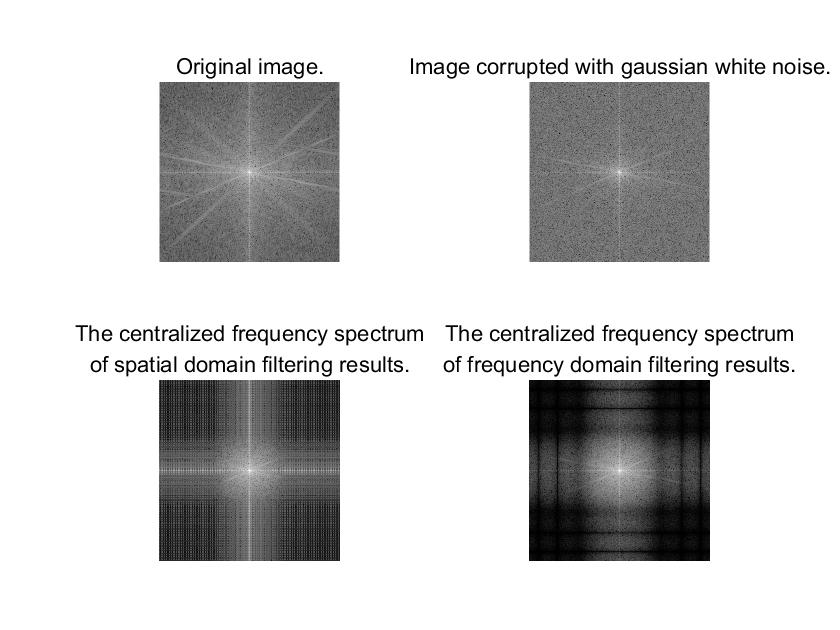 Original image.
Image corrupted with gaussian white noise.
The centralized frequency spectrum
of spatial domain filtering results.
The centralized frequency spectrum
of frequency domain filtering results.